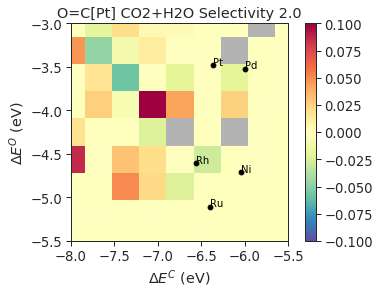 O=C[Pt] CO2+H2O Selectivity 2.0
−3.0
−3.5
−4.0
−4.5
−5.0
−5.5
ΔE^O (eV)
Pt
Pd
Rh
Ni
Ru
−8.0 −7.5 −7.0 −6.5 −6.0 −5.5
ΔE^C (eV)
0.100
0.075
0.050
0.025
0.000
−0.025
−0.050
−0.075
−0.100